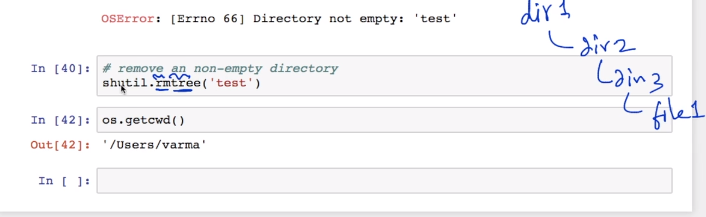 OSError: [Errno 66] Directory not empty: 'test'
dir1
dir2
In [40]: # remove an non-empty directory
dir3
shutil.rmtree('test')
file1
In [42]: os.getcwd()
Out[42]: '/Users/varma'
In [ ]: